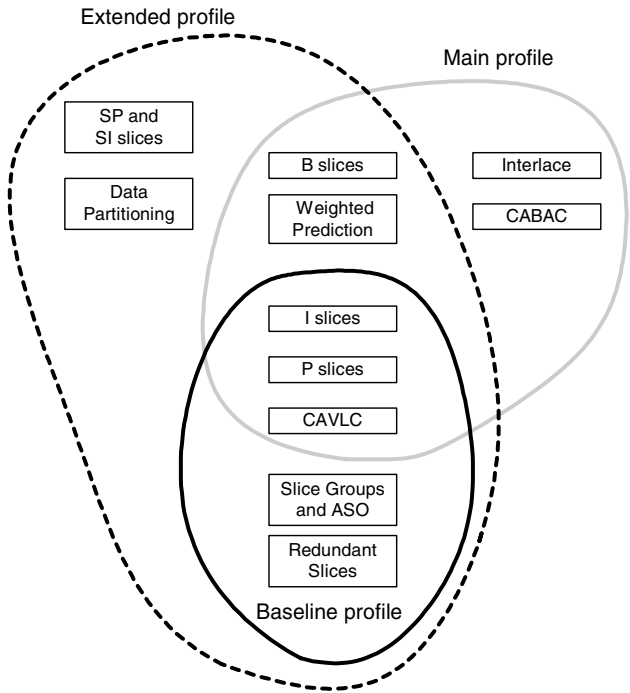 Extended profile
Main profile
SP and
SI slices
B slices
Interlace
Data
Partitioning
Weighted
Prediction
CABAC
I slices
P slices
CAVLC
Slice Groups
and ASO
Redundant
Slices
Baseline profile